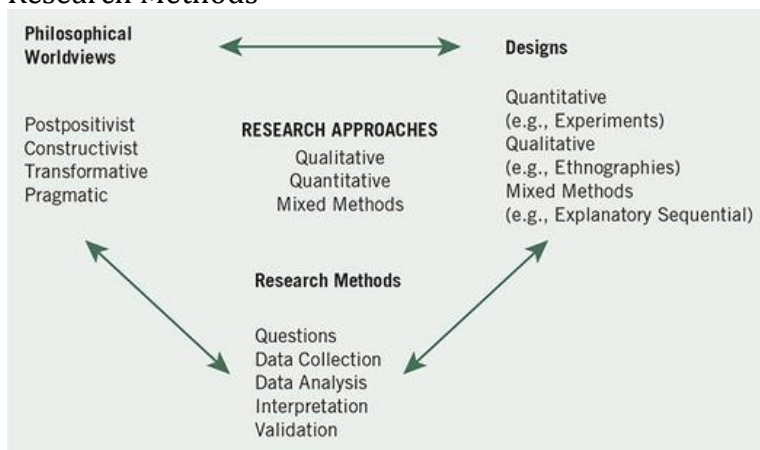 Research Methods
Philosophical
Worldviews
Designs
Postpositivist
Constructivist
Transformative
Pragmatic
RESEARCH APPROACHES
Qualitative
Quantitative
Mixed Methods
Quantitative
(e.g., Experiments)
Qualitative
(e.g., Ethnographies)
Mixed Methods
(e.g., Explanatory Sequential)
Research Methods
Questions
Data Collection
Data Analysis
Interpretation
Validation